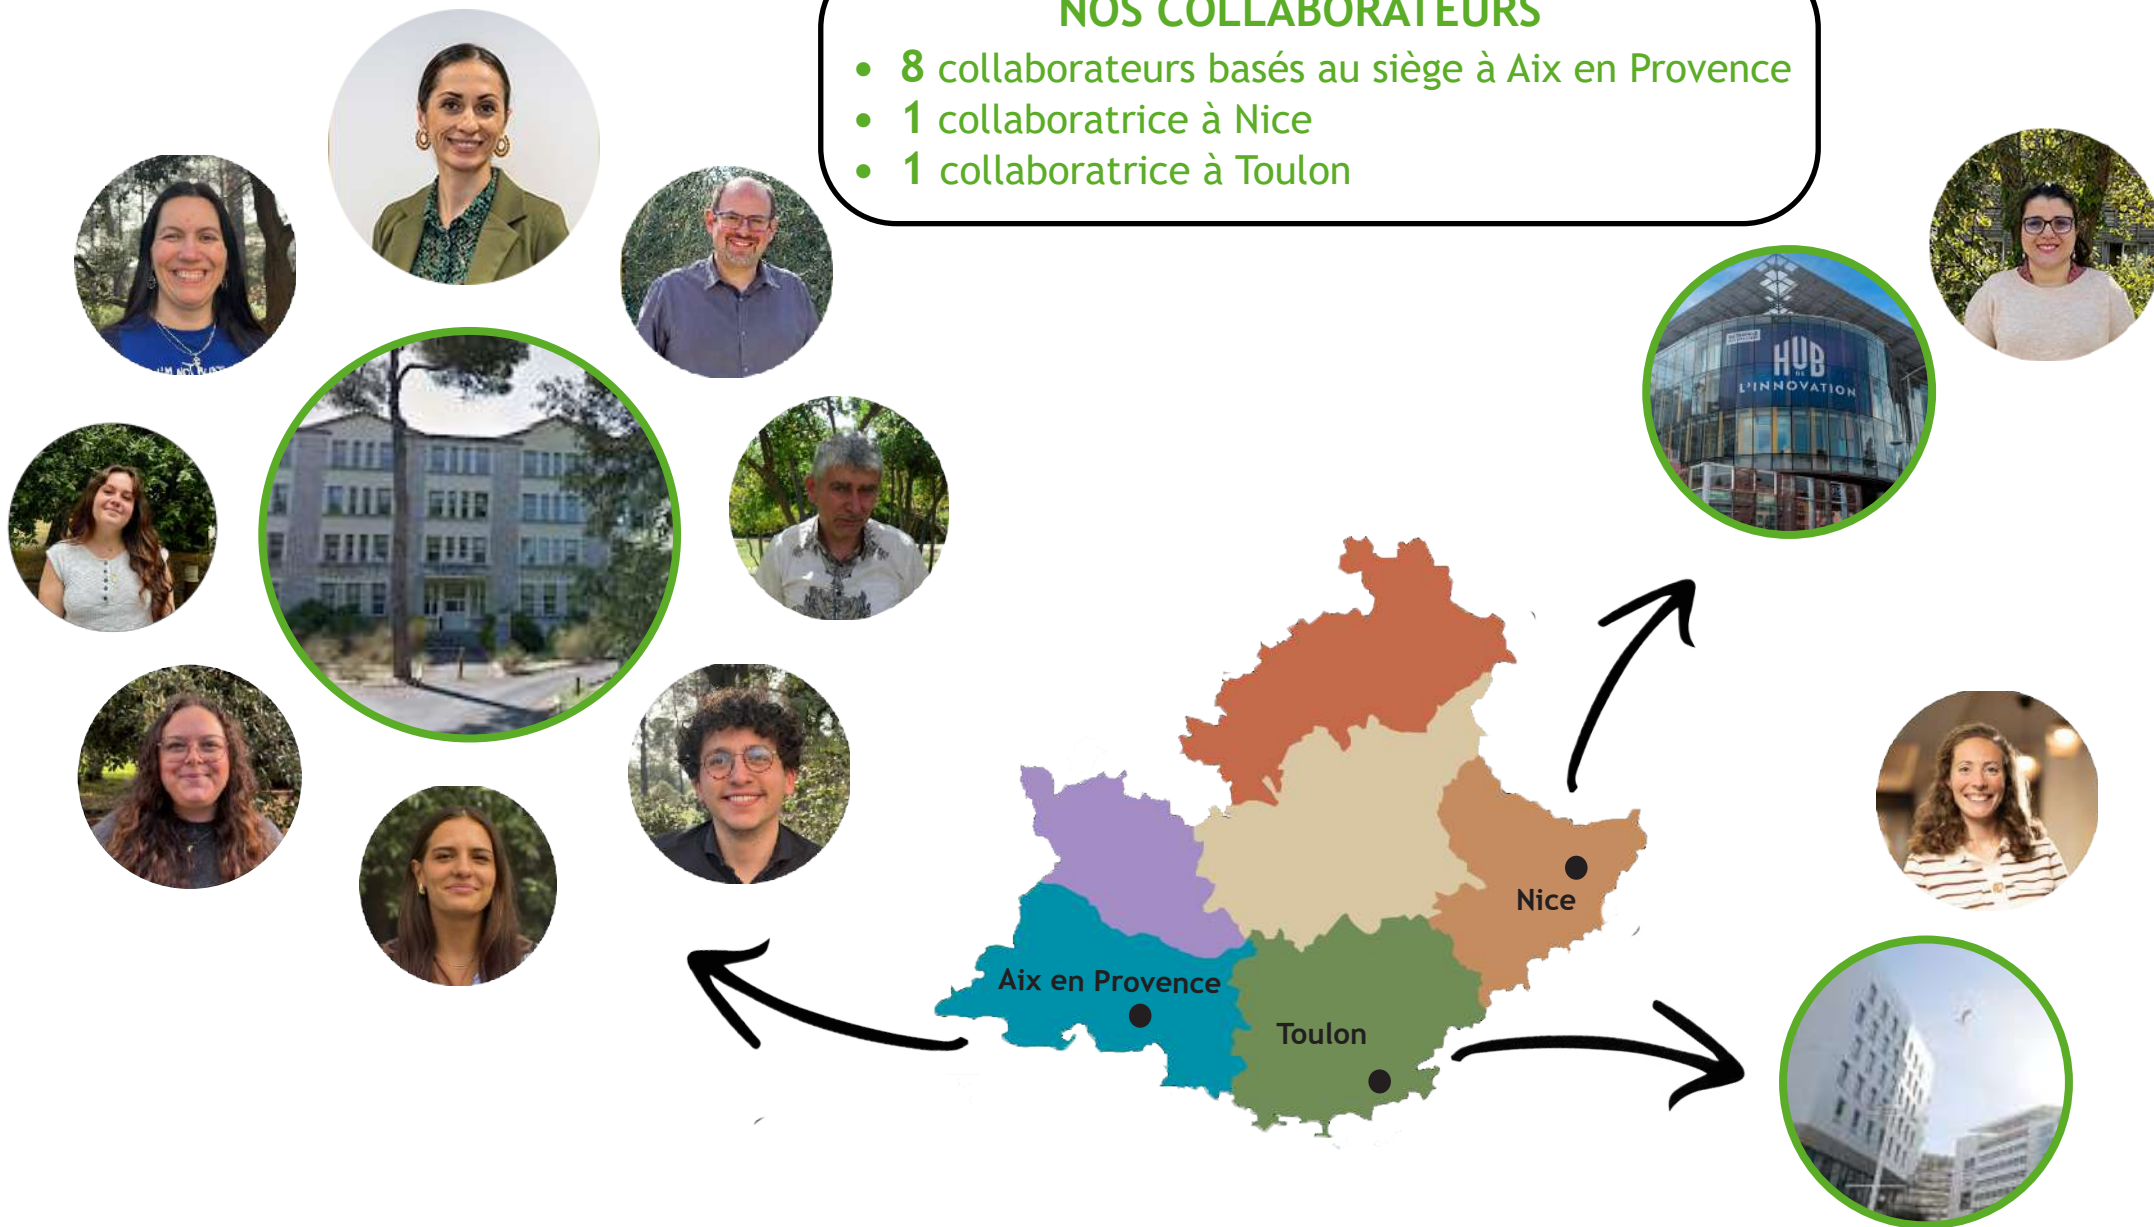 NOS COLLABORATEURS
• 8 collaborateurs basés au siège à Aix en Provence
• 1 collaboratrice à Nice
• 1 collaboratrice à Toulon
HUB
DE
L'INNOVATION
Nice
Aix en Provence
Toulon